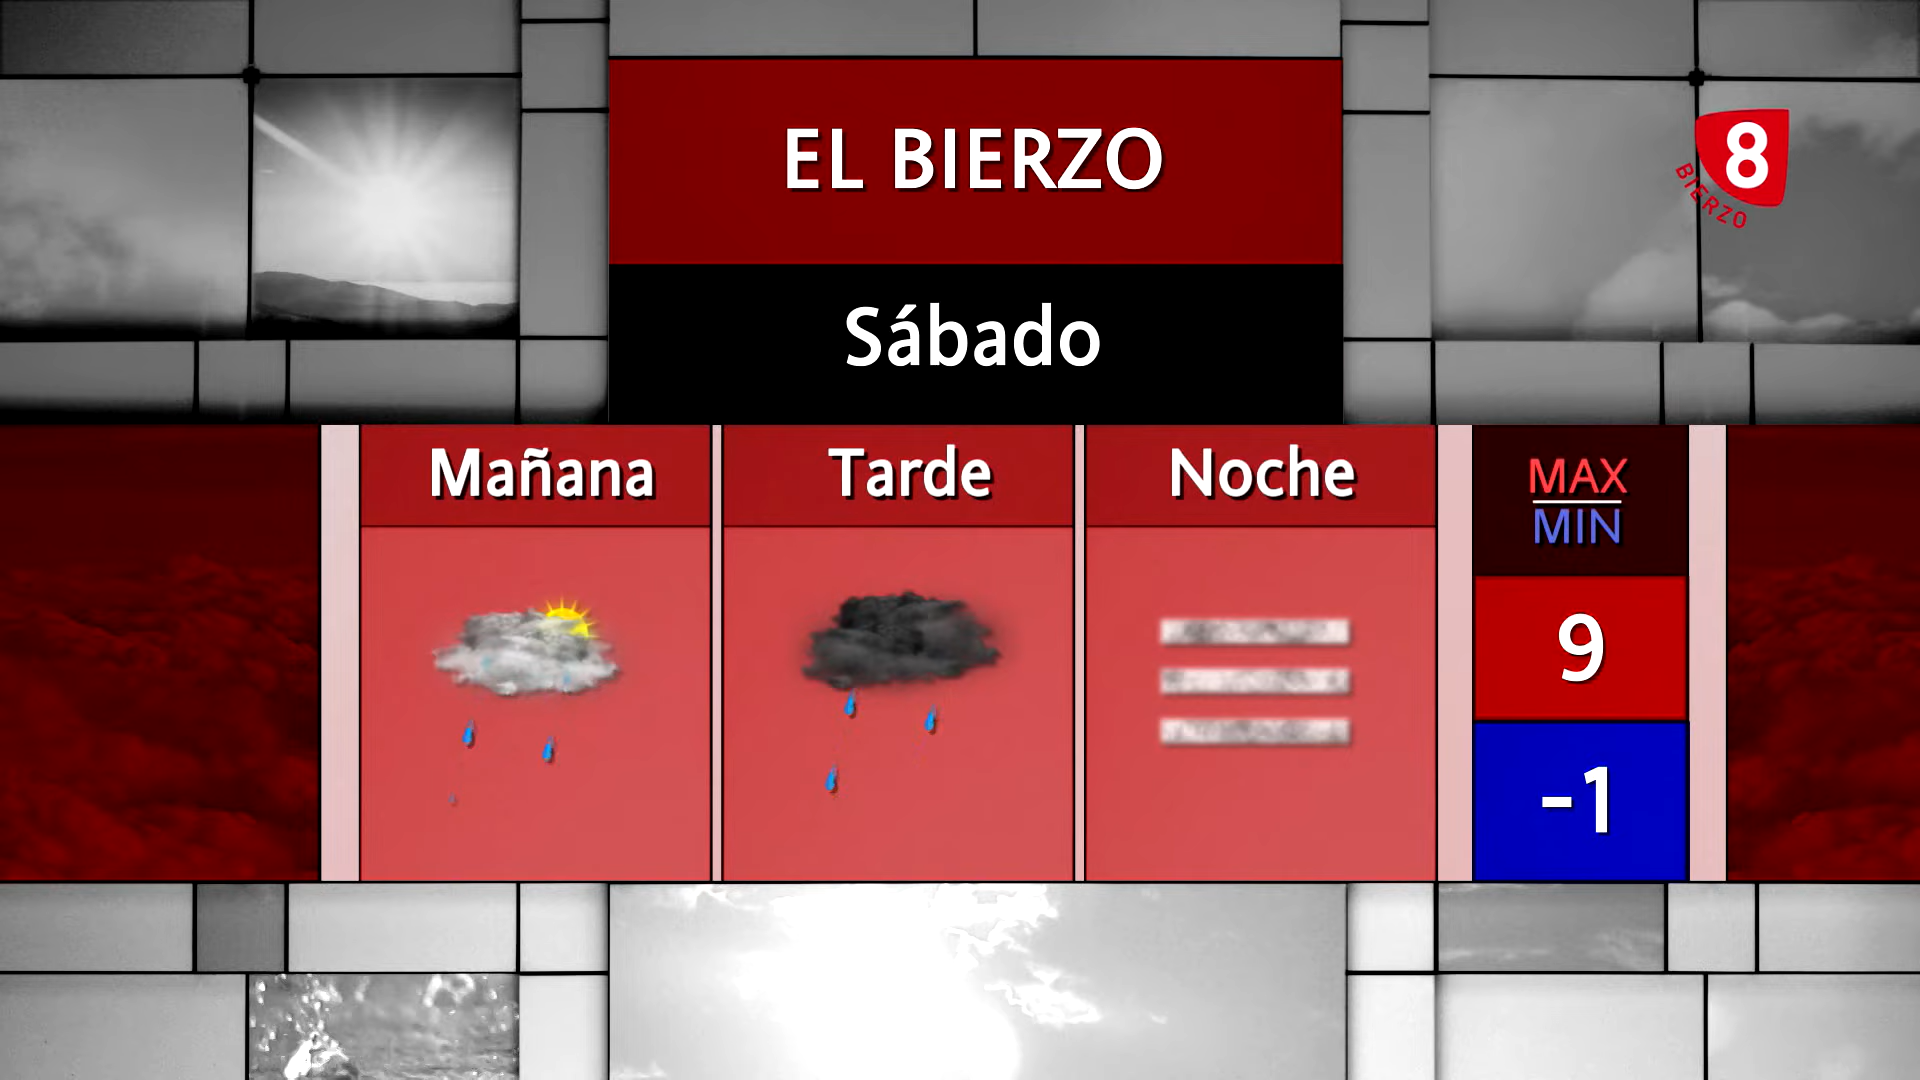 EL BIERZO
8
BIERZO
Sábado
Mañana
Tarde
Noche
MAX
MIN
9
-1